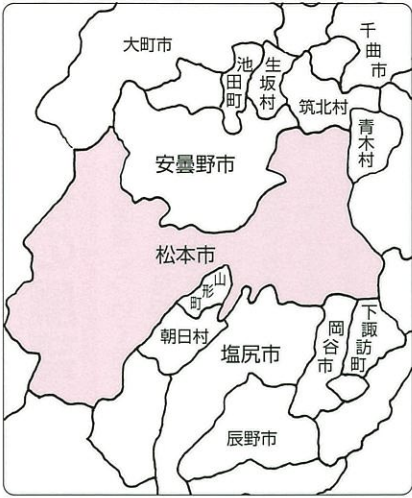 大町市
池田町
生坂村
千曲市
筑北村
青木村
安曇野市
松本市
山形町
朝日村
塩尻市
岡谷市
下諏訪町
辰野市